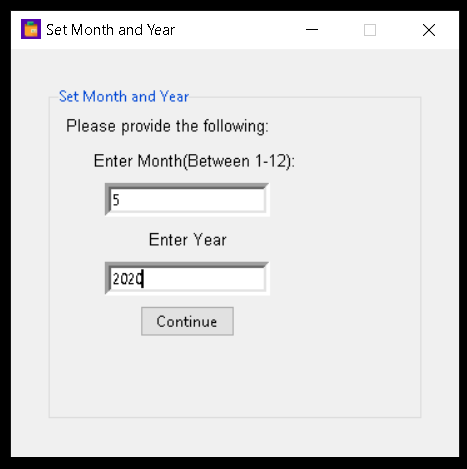 Set Month and Year
Set Month and Year
Please provide the following:
Enter Month(Between 1-12):
5
Enter Year
2020
Continue